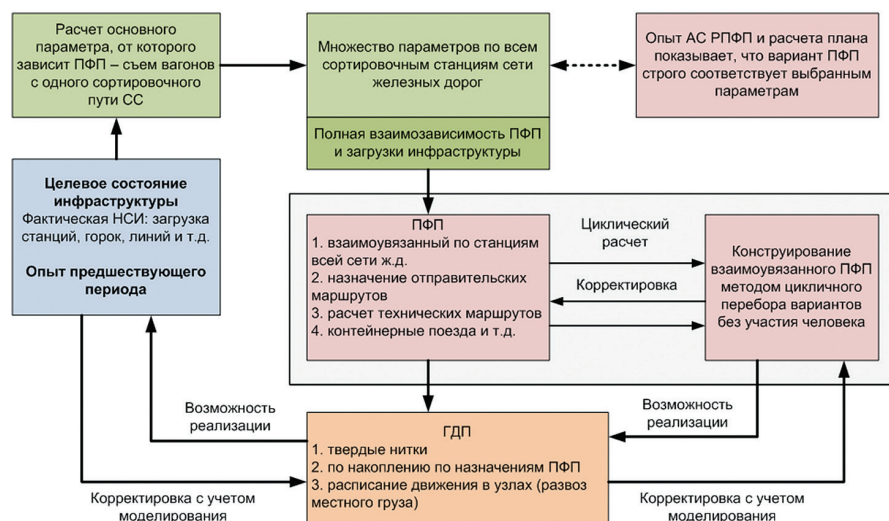 Расчет основного
параметра, от которого
зависит ПФП – съем вагонов
с одного сортировочного
пути СС
Множество параметров по всем
сортировочным станциям сети
железных дорог
Опыт АС РПФП и расчета плана
показывает, что вариант ПФП
строго соответствует выбранным
параметрам
Полная взаимозависимость ПФП
и загрузки инфраструктуры
Целевое состояние
инфраструктуры
Фактическая НСИ: загрузка
станций, горок, линий и т.д.
Опыт предшествующего
периода
ПФП
1. взаимоувязанный по станциям
всей сети ж.д.
2. назначение отправительских
маршрутов
3. расчет технических маршрутов
4. контейнерные поезда и т.д.
Циклический
расчет
Корректировка
Конструирование
взаимоувязанного ПФП
методом цикличного
перебора вариантов
без участия человека
Возможность
реализации
Возможность
реализации
ГДП
1. твердые нитки
2. по накоплению по назначениям ПФП
3. расписание движения в узлах (развоз
местного груза)
Корректировка с учетом
моделирования
Корректировка с учетом
моделирования